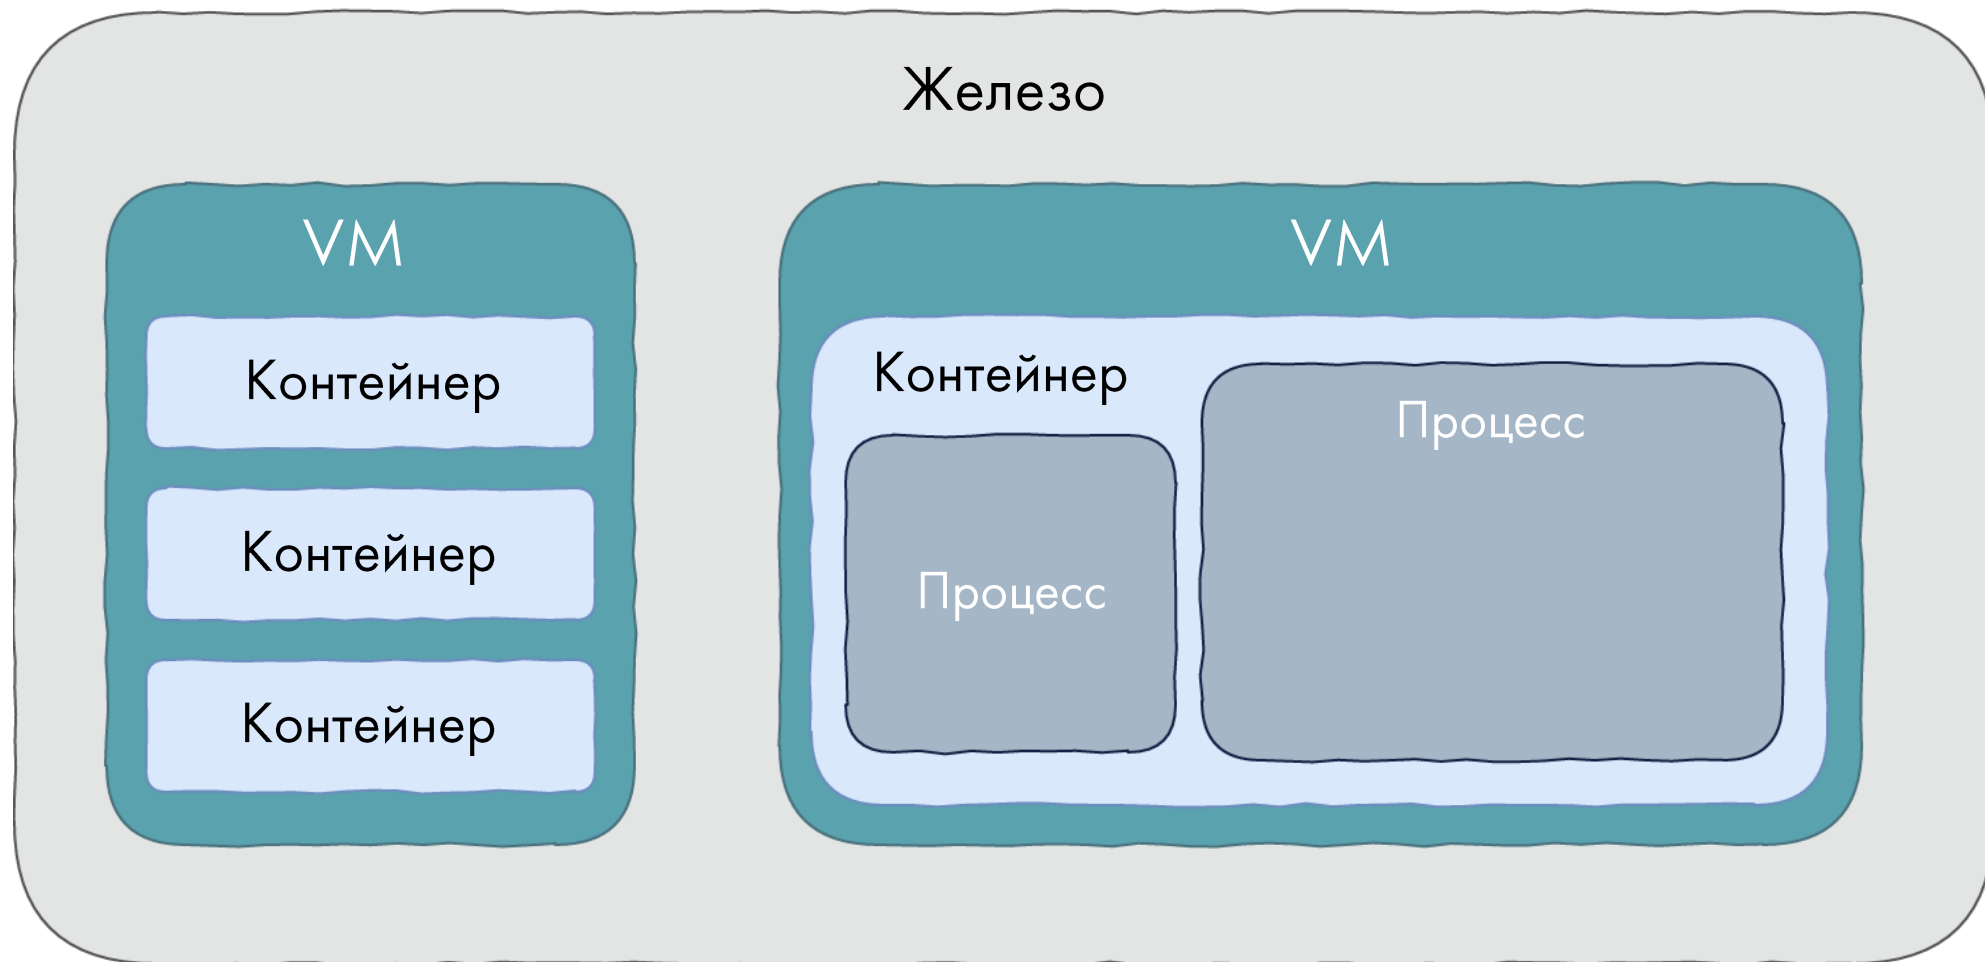 Железо
VM
Контейнер
Контейнер
Контейнер
VM
Контейнер
Процесс
Процесс